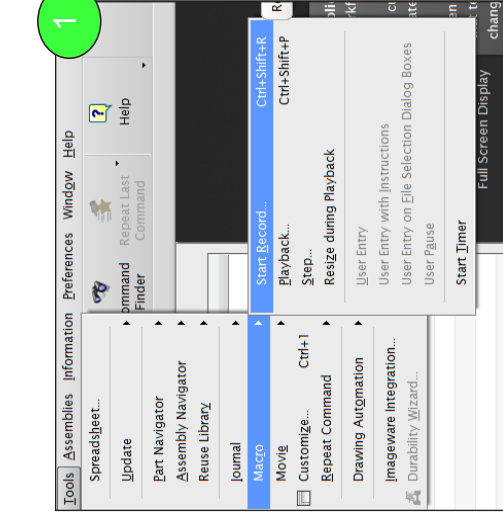 1
Tools Assemblies Information Preferences Window Help
Spreadsheet...
Update
Part Navigator
Assembly Navigator
Reuse Library
Journal
Macro
Movie
Customize... Ctrl+1
Repeat Command
Drawing Automation
Imageware Integration...
Durability Wizard...
ommand
Finder
Repeat Last
Command
Help
Start Record... Ctrl+Shift+R
Playback... Ctrl+Shift+P
Step...
Resize during Playback
User Entry
User Entry with Instructions
User Entry on File Selection Dialog Boxes
User Pause
Start Timer
Full Screen Display
chang